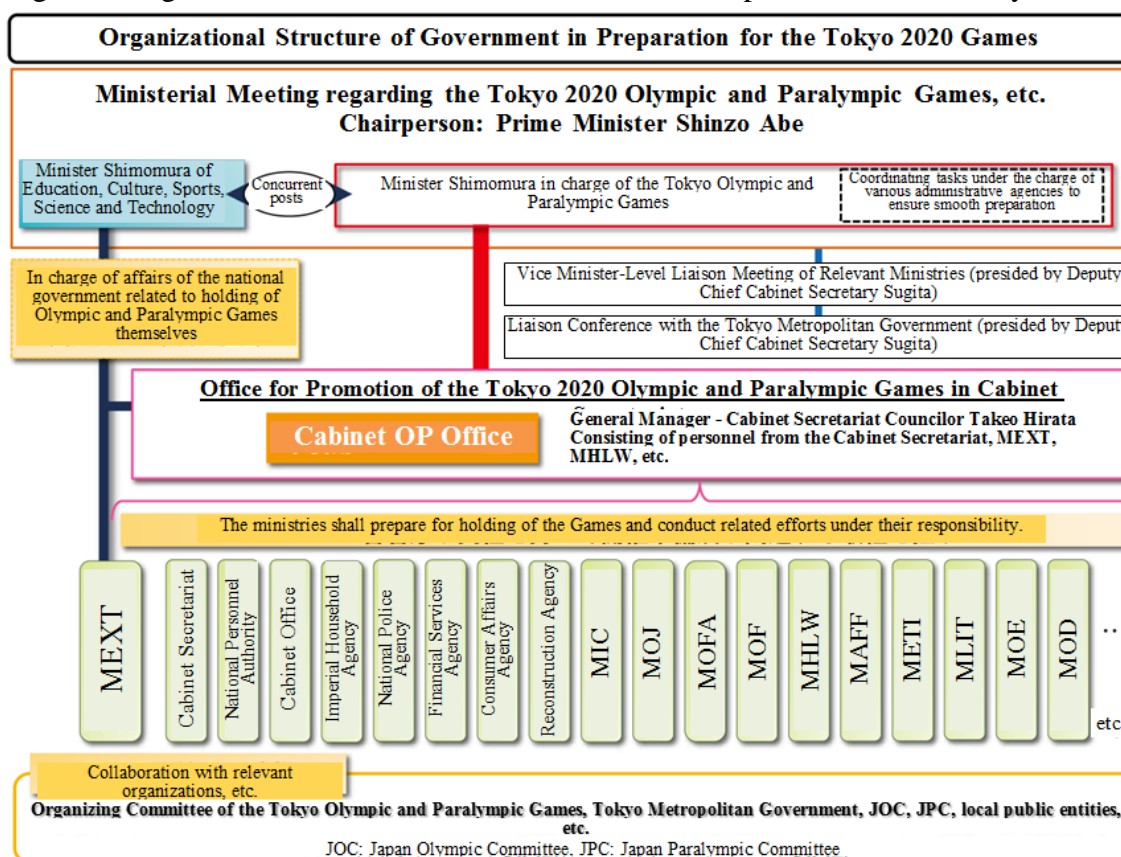 Organizational Structure of Government in Preparation for the Tokyo 2020 Games
Ministerial Meeting regarding the Tokyo 2020 Olympic and Paralympic Games, etc.
Chairperson: Prime Minister Shinzo Abe
Minister Shimomura of
Education, Culture, Sports,
Science and Technology
Concurrent
posts
Minister Shimomura in charge of the Tokyo Olympic and
Paralympic Games
Coordinating tasks under the charge of
various administrative agencies to
ensure smooth preparation
In charge of affairs of the national
government related to holding of
Olympic and Paralympic Games
themselves
Vice Minister-Level Liaison Meeting of Relevant Ministries (presided by Deputy
Chief Cabinet Secretary Sugita)
Liaison Conference with the Tokyo Metropolitan Government (presided by Deputy
Chief Cabinet Secretary Sugita)
Office for Promotion of the Tokyo 2020 Olympic and Paralympic Games in Cabinet
Cabinet OP Office
General Manager - Cabinet Secretariat Councilor Takeo Hirata
Consisting of personnel from the Cabinet Secretariat, MEXT,
MHLW, etc.
The ministries shall prepare for holding of the Games and conduct related efforts under their responsibility.
MEXT
Cabinet Secretariat
National Personnel
Authority
Cabinet Office
Imperial Household
Agency
National Police
Agency
Financial Services
Agency
Consumer Affairs
Agency
Reconstruction Agency
MIC
MOJ
MOFA
MOF
MHLW
MAFF
METI
MLIT
MOE
MOD
..
etc
Collaboration with relevant
organizations, etc.
Organizing Committee of the Tokyo Olympic and Paralympic Games, Tokyo Metropolitan Government, JOC, JPC, local public entities,
etc.
JOC: Japan Olympic Committee, JPC: Japan Paralympic Committee